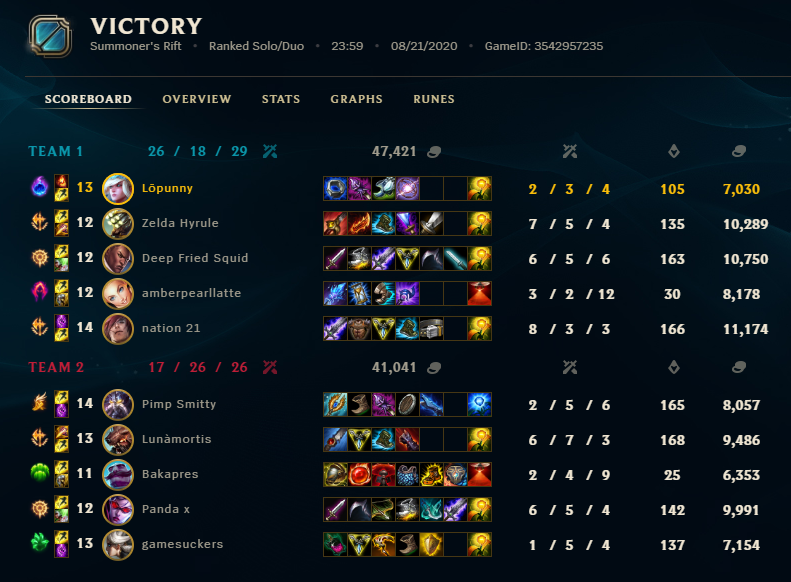 VICTORY
Summoner's Rift • Ranked Solo/Duo • 23:59 • 08/21/2020 • GameID: 3542957235
SCOREBOARD OVERVIEW STATS GRAPHS RUNES
TEAM 1 26 / 18 / 29 47,421
13 Lôpunny 2 / 3 / 4 105 7,030
12 Zelda Hyrule 7 / 5 / 4 135 10,289
12 Deep Fried Squid 6 / 5 / 6 163 10,750
12 amberpearllatte 3 / 2 / 12 30 8,178
14 nation 21 8 / 3 / 3 166 11,174
TEAM 2 17 / 26 / 26 41,041
14 Pimp Smitty 2 / 5 / 6 165 8,057
13 Lunàmortis 6 / 7 / 3 168 9,486
11 Bakapres 2 / 4 / 9 25 6,353
12 Panda x 6 / 5 / 4 142 9,991
13 gamesuckers 1 / 5 / 4 137 7,154